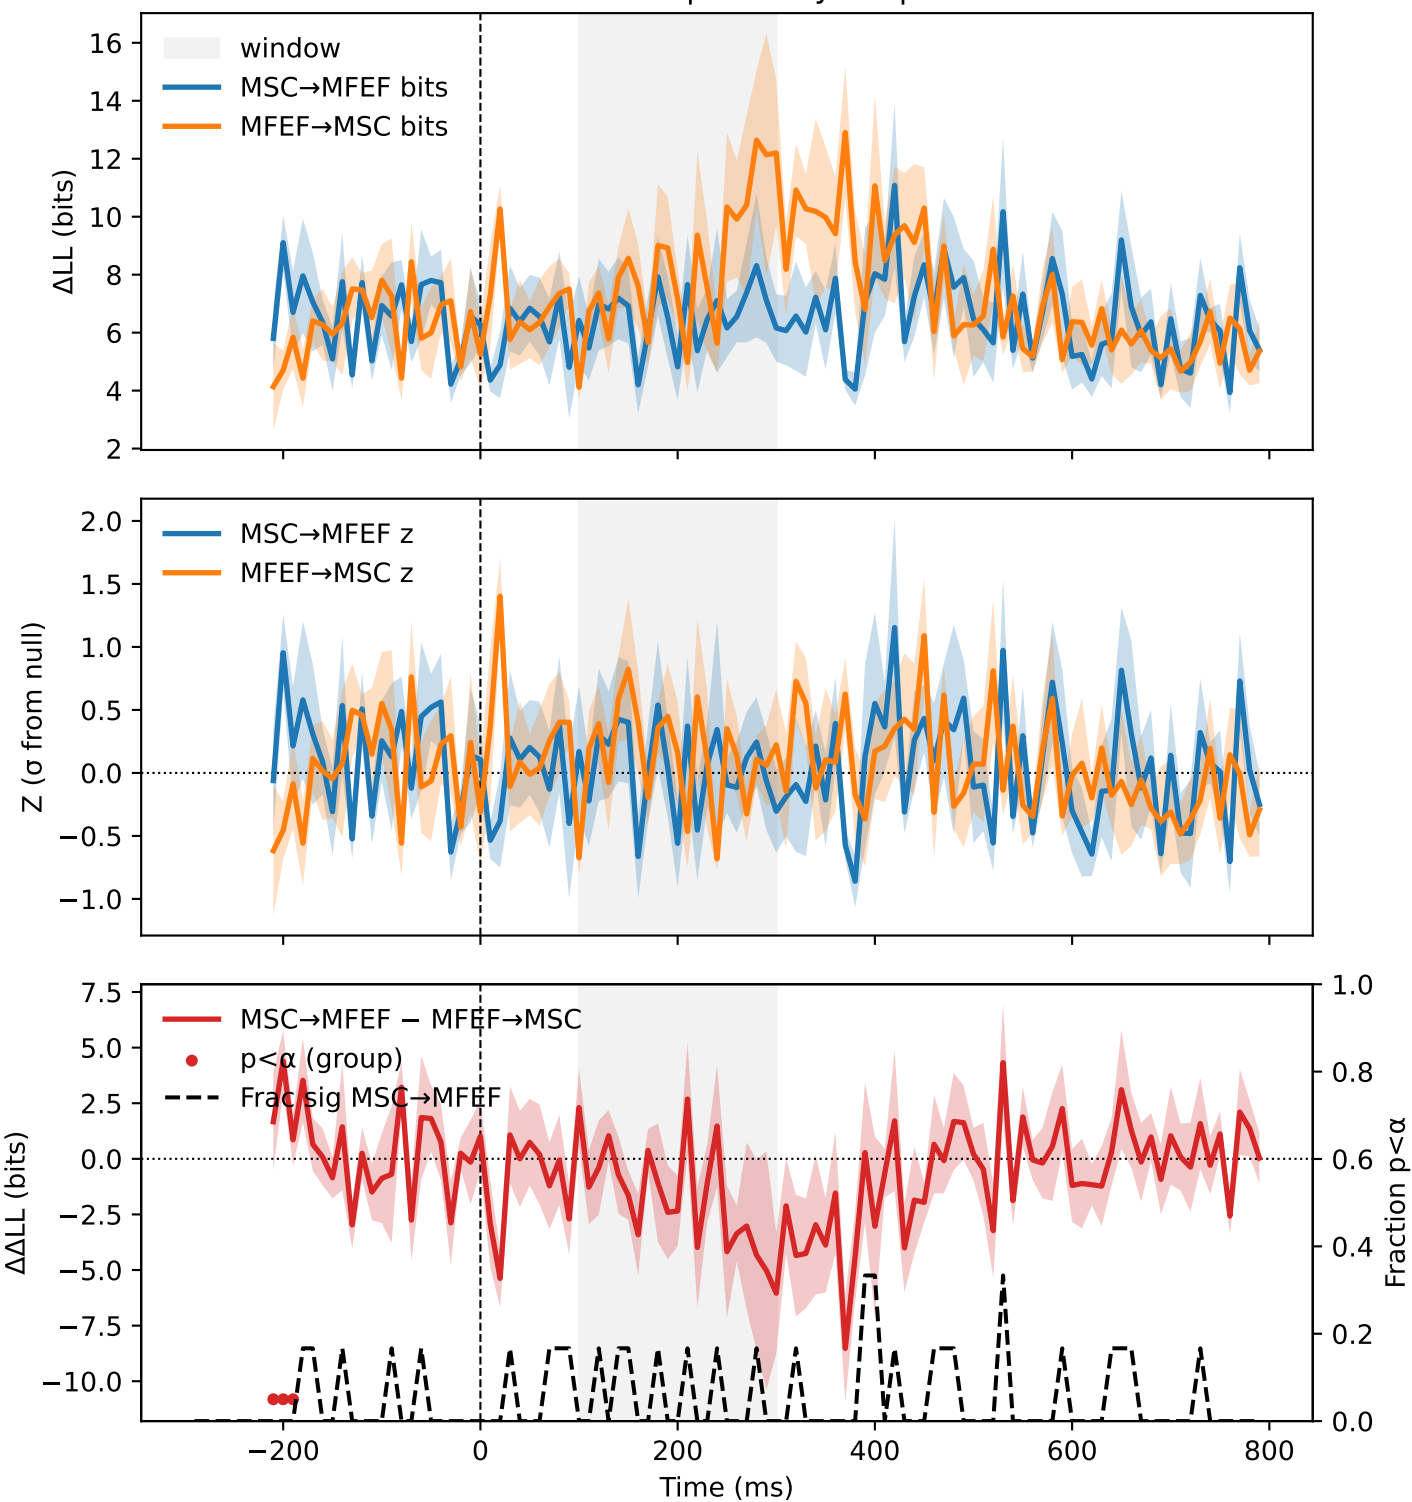 16
14
12
10
8
6
4
2
ΔLL (bits)
window
MSC→MFEF bits
MFEF→MSC bits
2.0
1.5
1.0
0.5
0.0
−0.5
−1.0
Z (σ from null)
MSC→MFEF z
MFEF→MSC z
7.5
5.0
2.5
0.0
−2.5
−5.0
−7.5
−10.0
ΔΔLL (bits)
MSC→MFEF − MFEF→MSC
p<α (group)
Frac sig MSC→MFEF
1.0
0.8
0.6
0.4
0.2
0.0
Fraction p<α
−200 0 200 400 600 800
Time (ms)